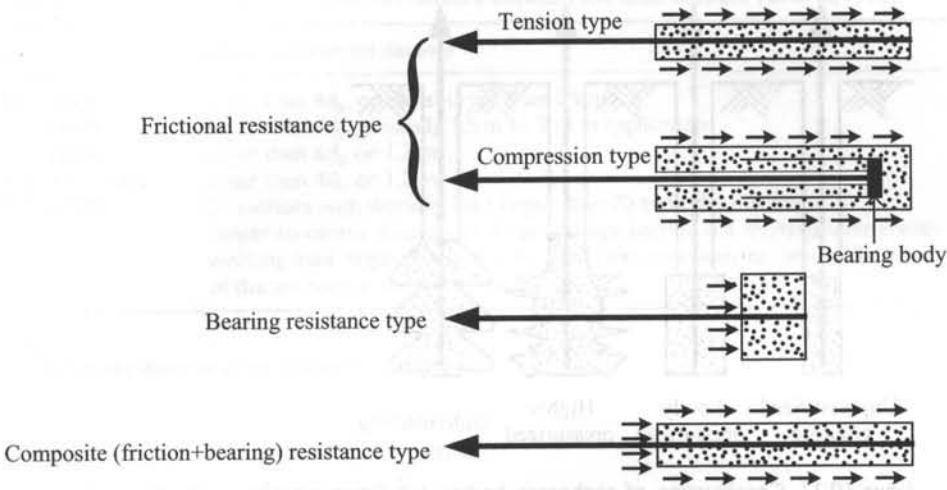 Tension type
Frictional resistance type
Compression type
Bearing body
Bearing resistance type
Composite (friction+bearing) resistance type